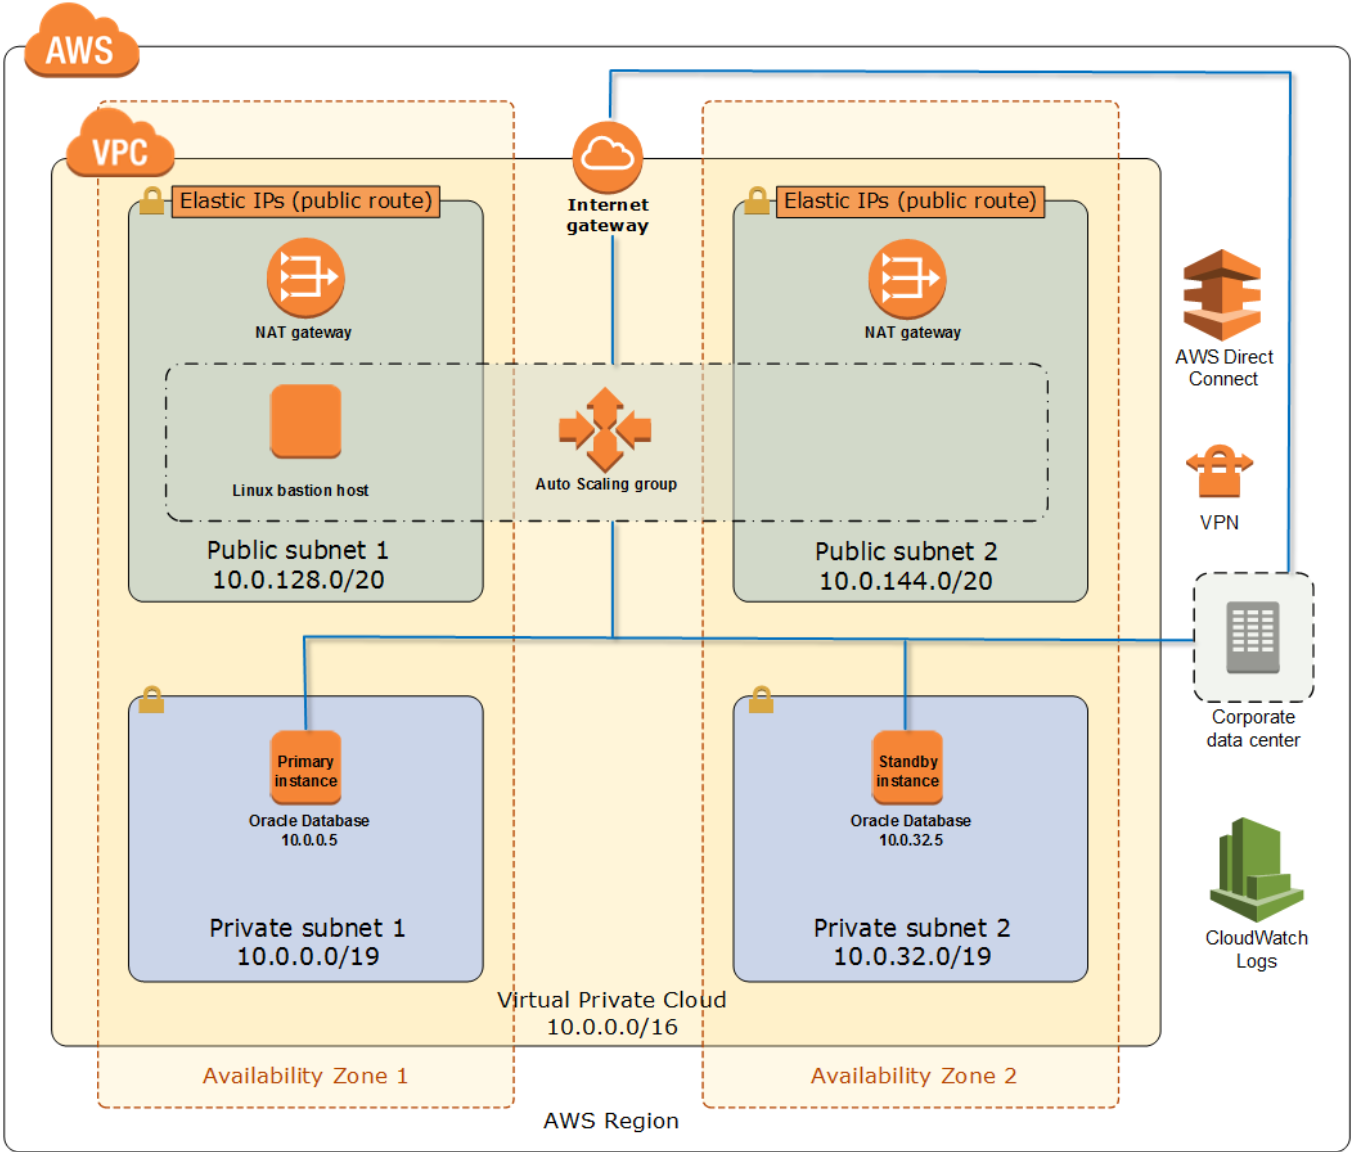 AWS
VPC
Elastic IPs (public route)
Elastic IPs (public route)
Internet
gateway
NAT gateway
NAT gateway
AWS Direct
Connect
Linux bastion host
Auto Scaling group
VPN
Public subnet 1
10.0.128.0/20
Public subnet 2
10.0.144.0/20
Corporate
data center
Primary
instance
Oracle Database
10.0.0.5
Standby
instance
Oracle Database
10.0.32.5
Private subnet 1
10.0.0.0/19
Private subnet 2
10.0.32.0/19
CloudWatch
Logs
Virtual Private Cloud
10.0.0.0/16
Availability Zone 1
Availability Zone 2
AWS Region